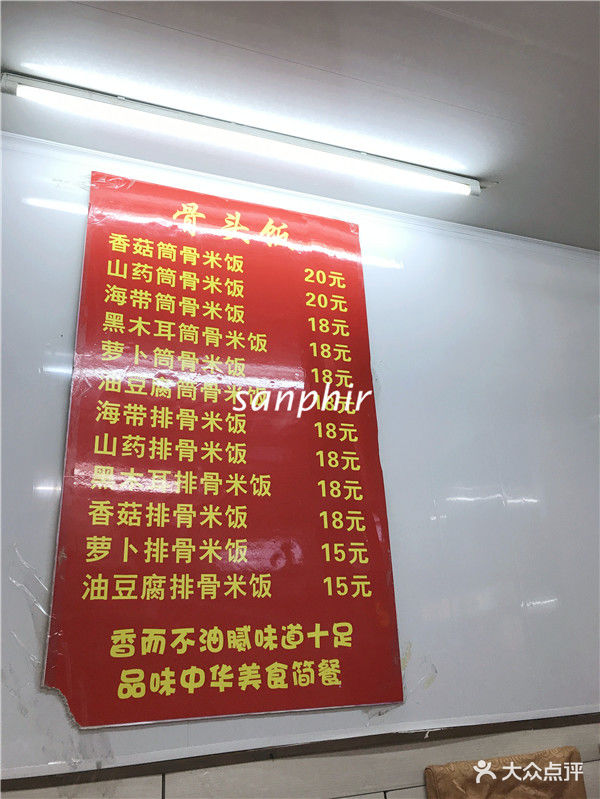 骨头饭
香菇筒骨米饭 20元
山药筒骨米饭 20元
海带筒骨米饭 18元
黑木耳筒骨米饭 18元
萝卜筒骨米饭 18元
油豆腐筒骨米饭 18元
海带排骨米饭 18元
山药排骨米饭 18元
黑木耳排骨米饭 18元
香菇排骨米饭 18元
萝卜排骨米饭 15元
油豆腐排骨米饭 15元
香而不油腻味道十足
品味中华美食简餐
sanphir
大众点评